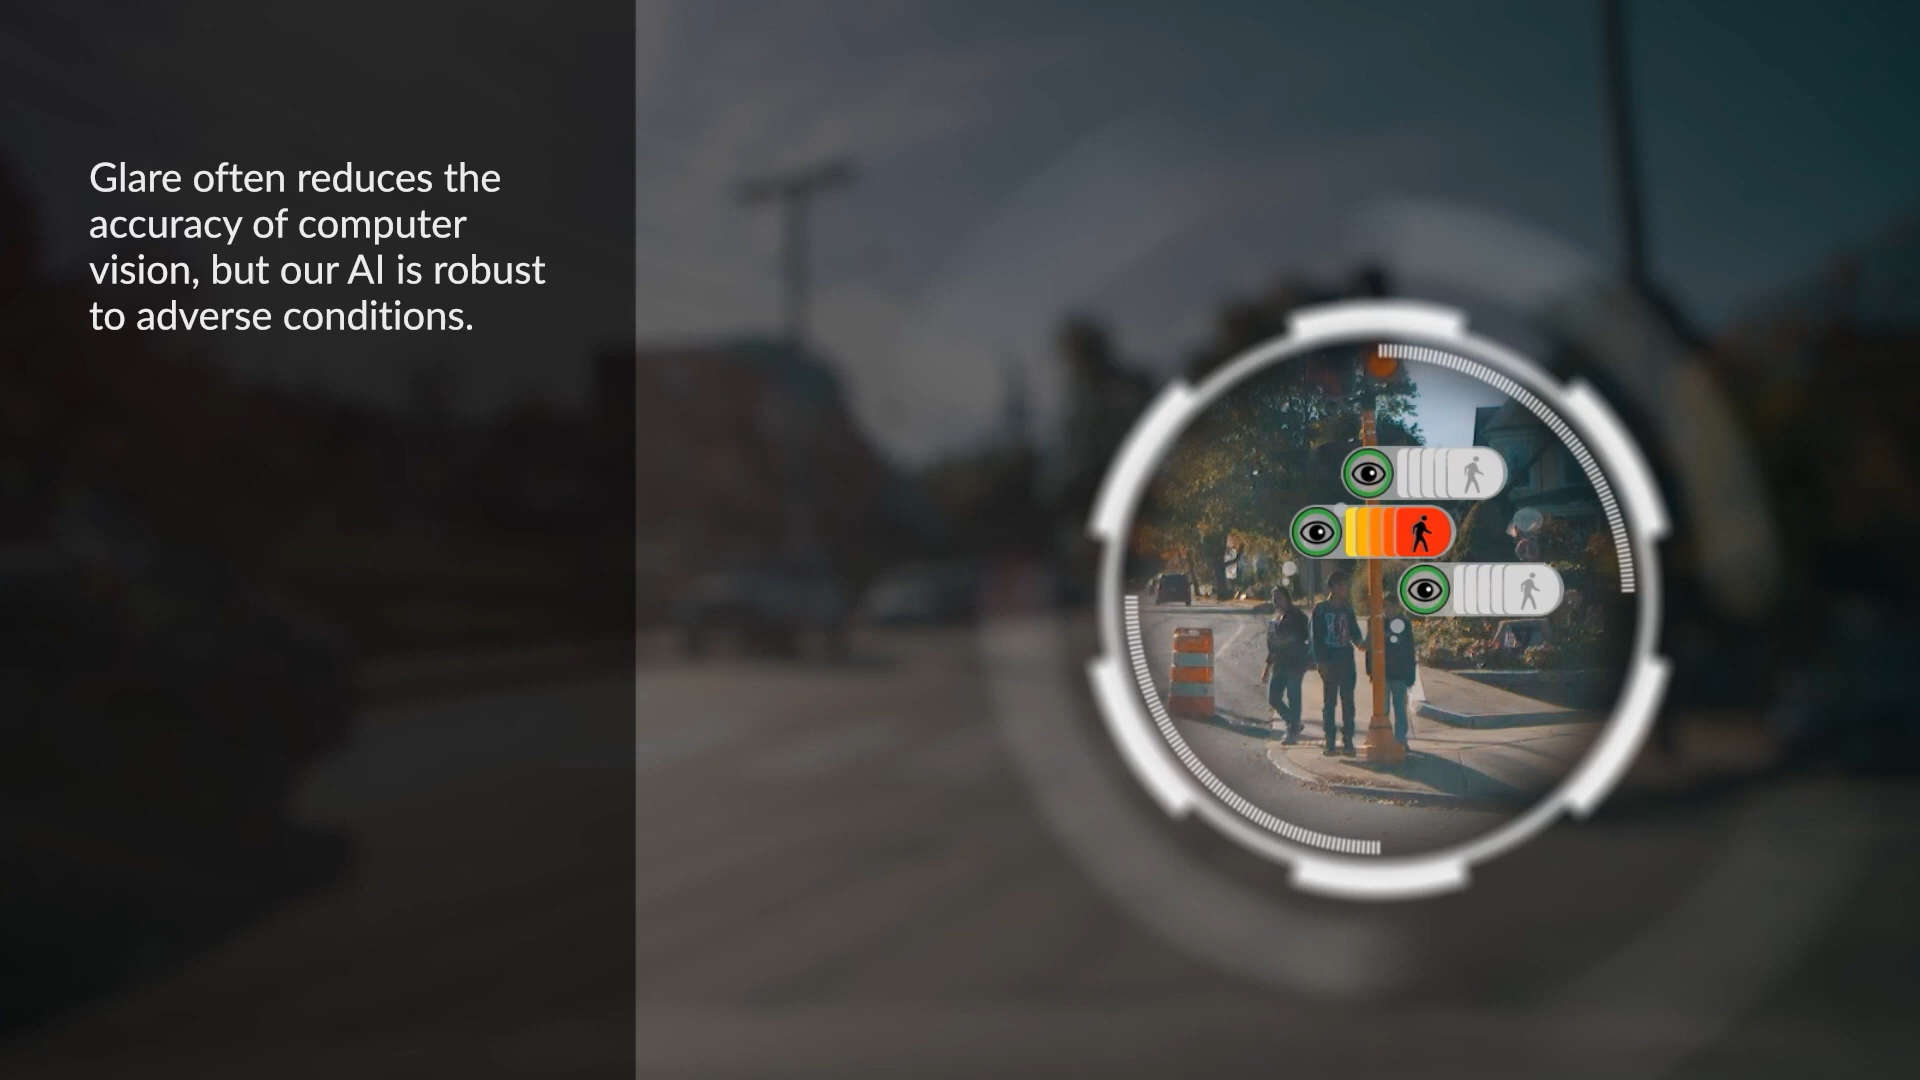 Glare often reduces the
accuracy of computer
vision, but our AI is robust
to adverse conditions.